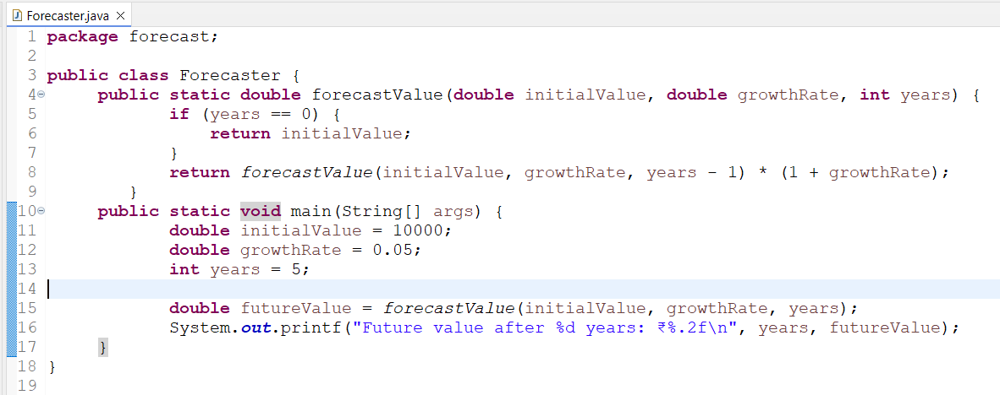 Forecaster.java
1 package forecast;
2
3 public class Forecaster {
4 public static double forecastValue(double initialValue, double growthRate, int years) {
5 if (years == 0) {
6 return initialValue;
7 }
8 return forecastValue(initialValue, growthRate, years - 1) * (1 + growthRate);
9 }
10 public static void main(String[] args) {
11 double initialValue = 10000;
12 double growthRate = 0.05;
13 int years = 5;
14
15 double futureValue = forecastValue(initialValue, growthRate, years);
16 System.out.printf("Future value after %d years: ₹%.2f\n", years, futureValue);
17 }
18 }
19